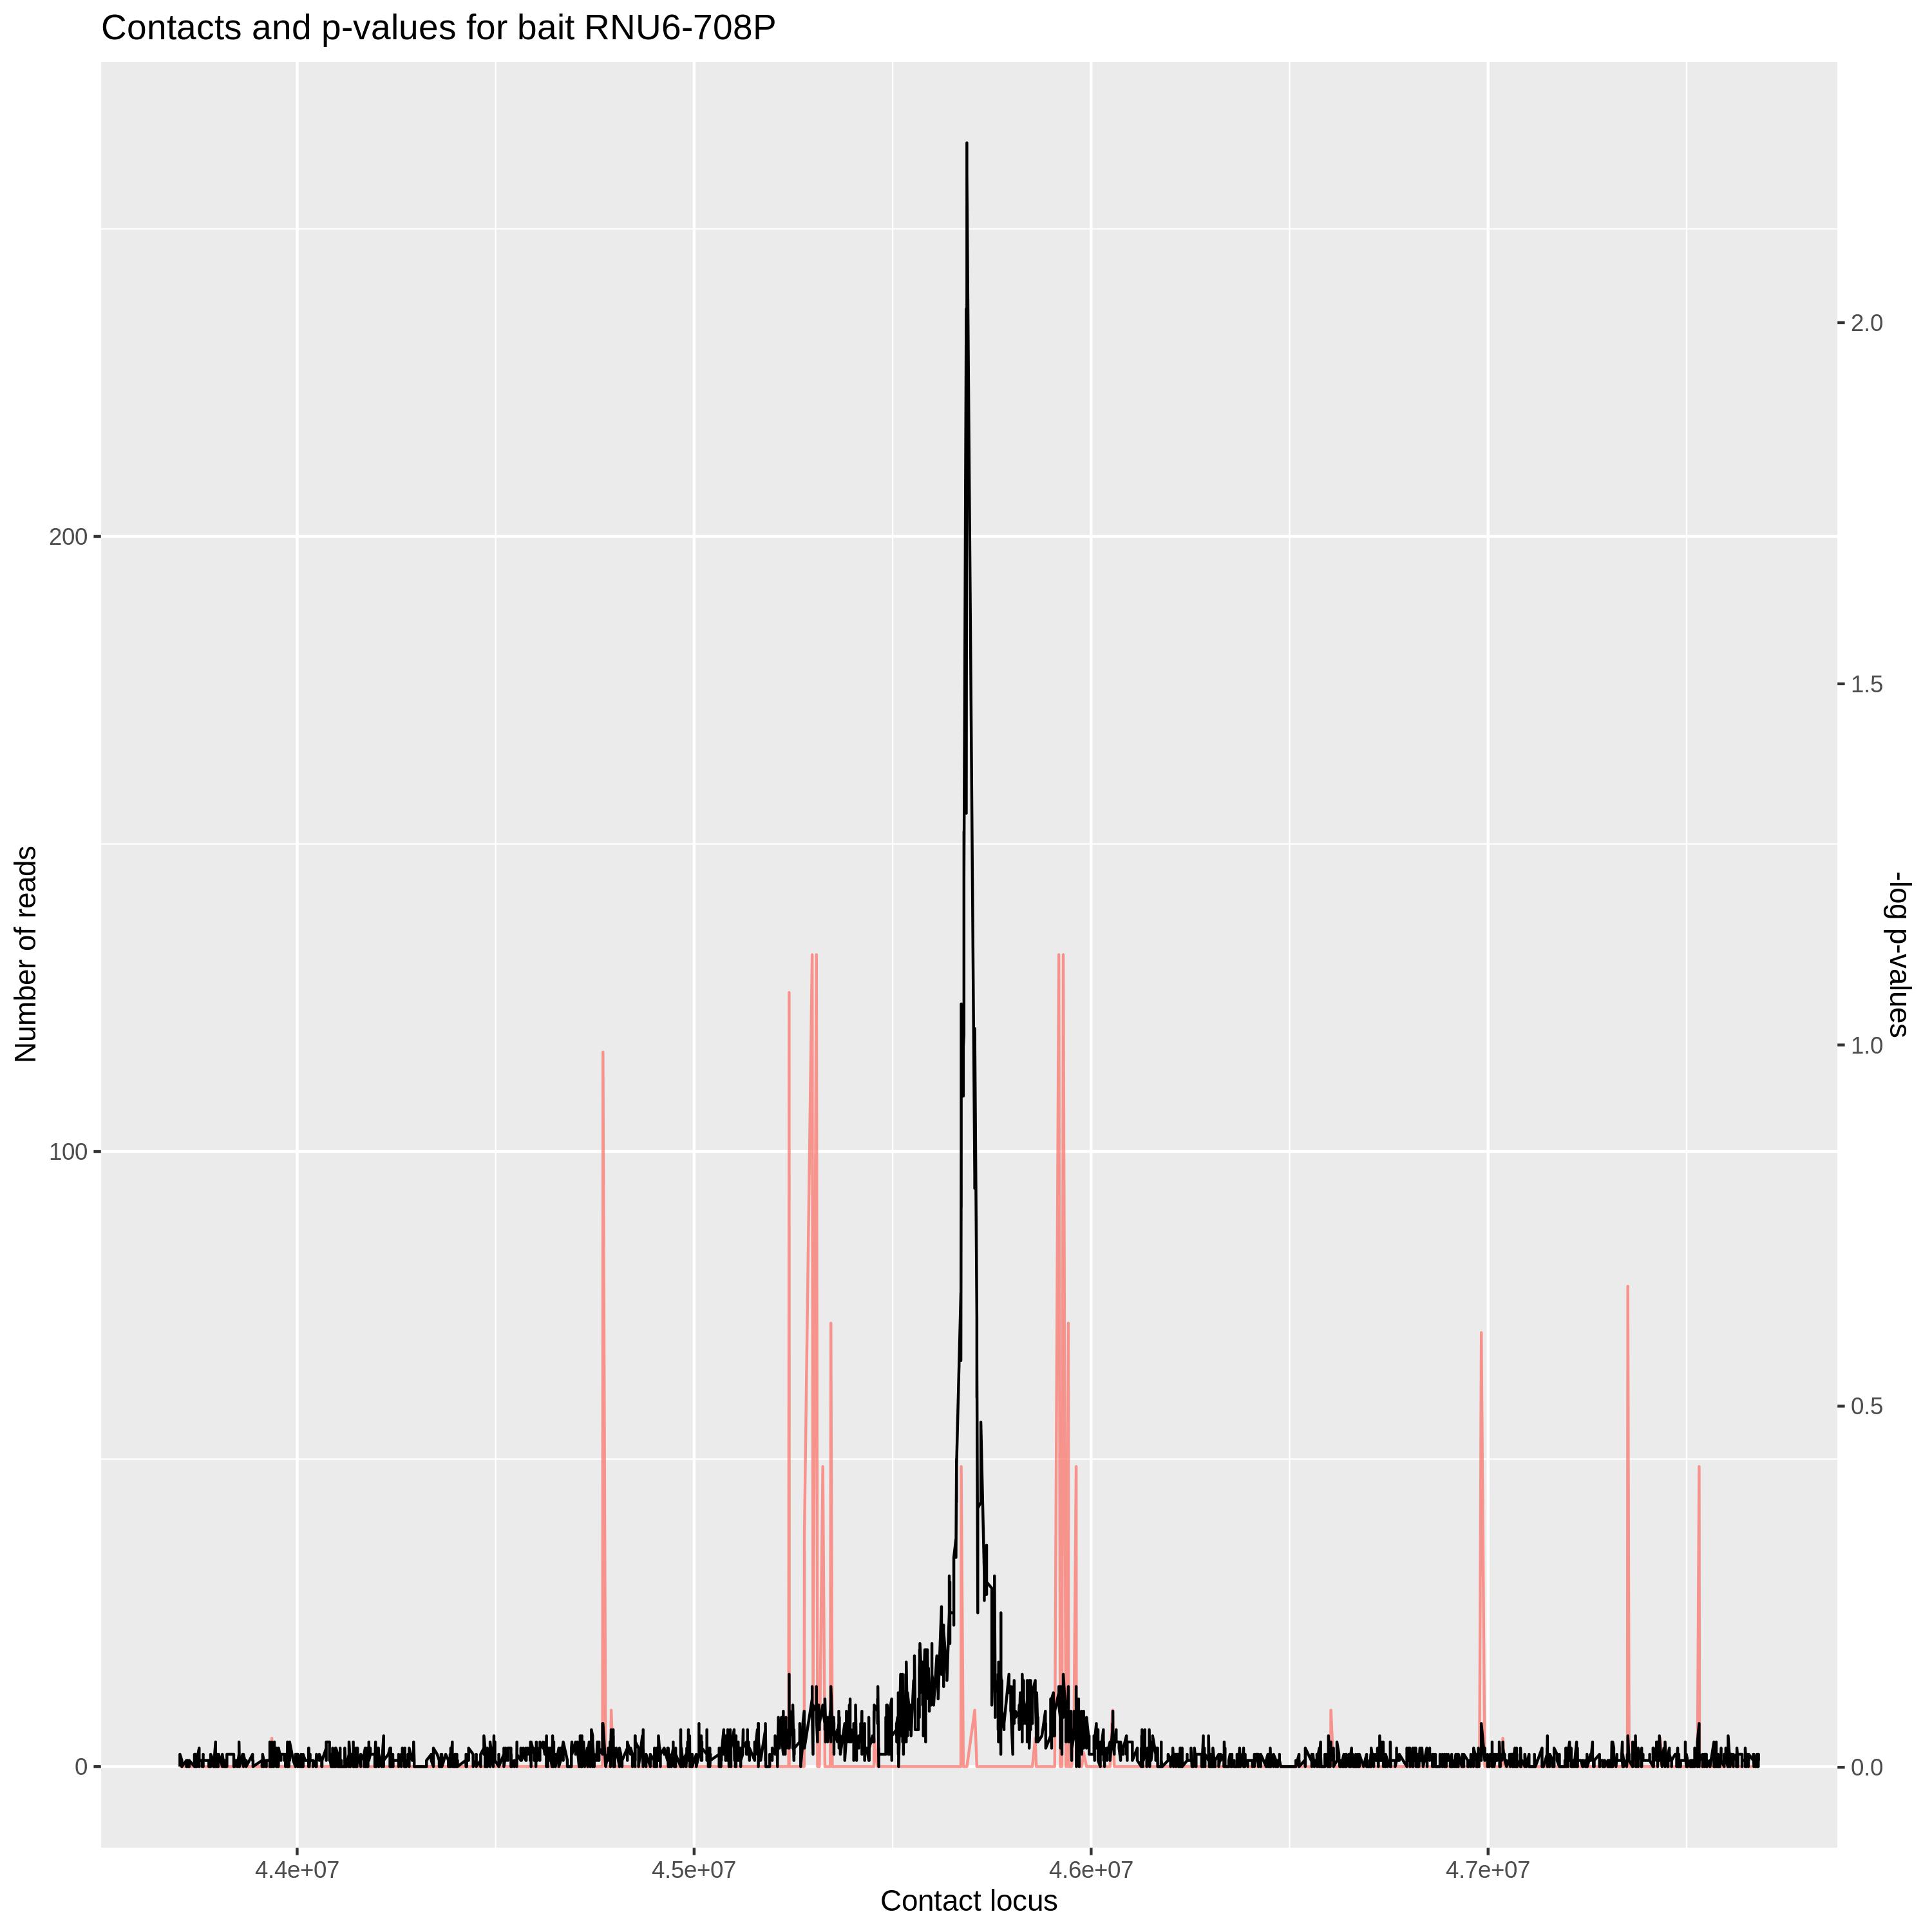 Contacts and p-values for bait RNU6-708P
Number of reads
200
100
0
2.0
1.5
1.0
0.5
0.0
-log p-values
4.4e+07
4.5e+07
4.6e+07
4.7e+07
Contact locus